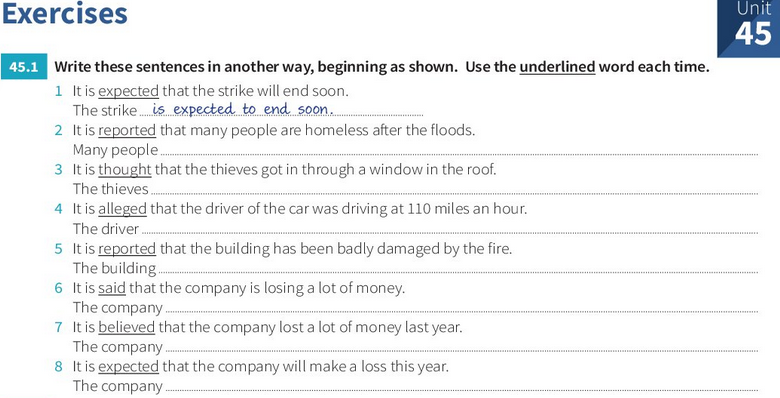 Exercises
Unit
45
45.1 Write these sentences in another way, beginning as shown. Use the underlined word each time.
1 It is expected that the strike will end soon.
The strike is expected to end soon.
2 It is reported that many people are homeless after the floods.
Many people
3 It is thought that the thieves got in through a window in the roof.
The thieves
4 It is alleged that the driver of the car was driving at 110 miles an hour.
The driver
5 It is reported that the building has been badly damaged by the fire.
The building
6 It is said that the company is losing a lot of money.
The company
7 It is believed that the company lost a lot of money last year.
The company
8 It is expected that the company will make a loss this year.
The company